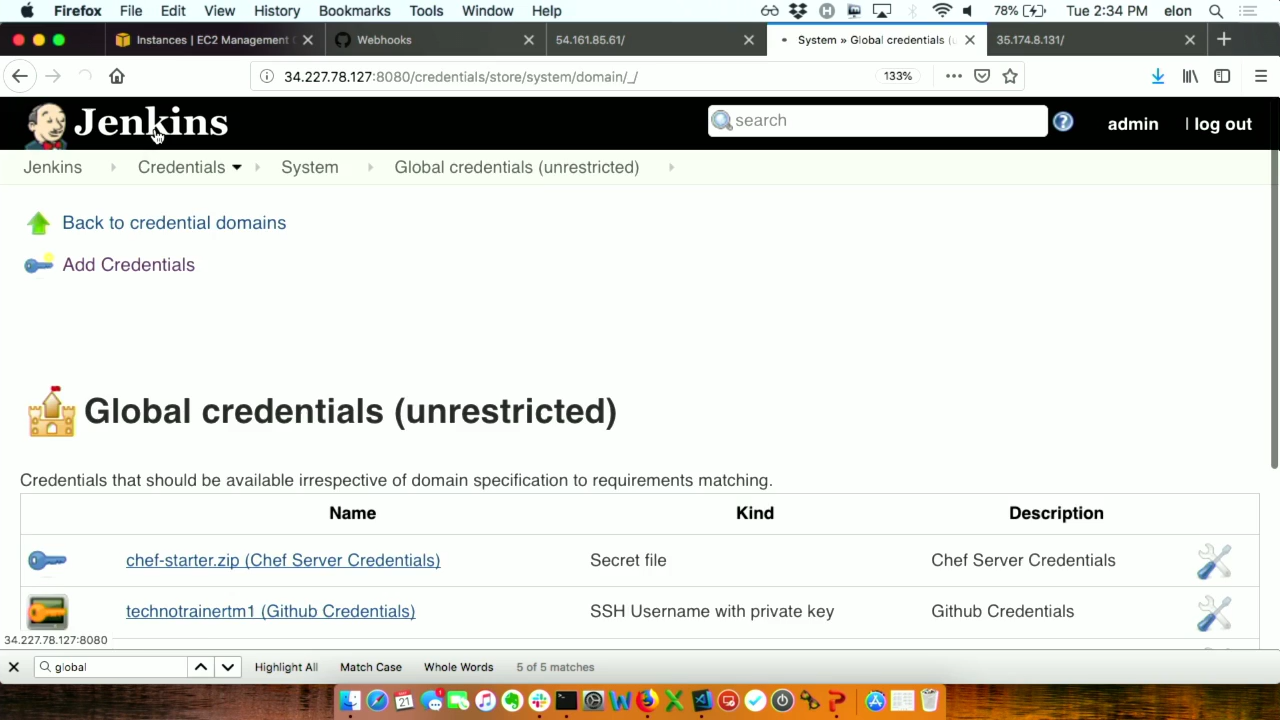 Firefox File Edit View History Bookmarks Tools Window Help 78% Tue 2:34 PM elon
Instances | EC2 Management C Webhooks 54.161.85.61/ System » Global credentials (u 35.174.8.131/
34.227.78.127:8080/credentials/store/system/domain/_/ 133%
Jenkins search admin | log out
Jenkins Credentials System Global credentials (unrestricted)
Back to credential domains
Add Credentials
Global credentials (unrestricted)
Credentials that should be available irrespective of domain specification to requirements matching.
Name Kind Description
chef-starter.zip (Chef Server Credentials) Secret file Chef Server Credentials
technotrainertm1 (Github Credentials) SSH Username with private key Github Credentials
34.227.78.127:8080
global Highlight All Match Case Whole Words 5 of 5 matches
21